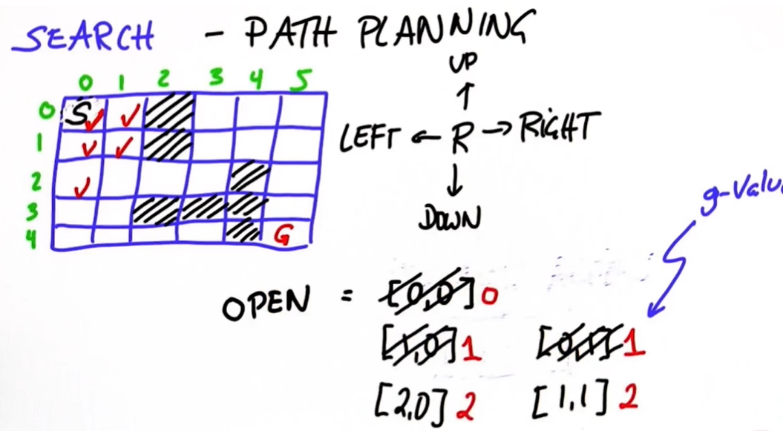 SEARCH - PATH PLANNING
0 1 2 3 4 5
0 S
1
2
3
4 G
UP
LEFT ← R → RIGHT
DOWN
g-Valu
OPEN = [0,0] 0
[1,0] 1 [0,1] 1
[2,0] 2 [1,1] 2